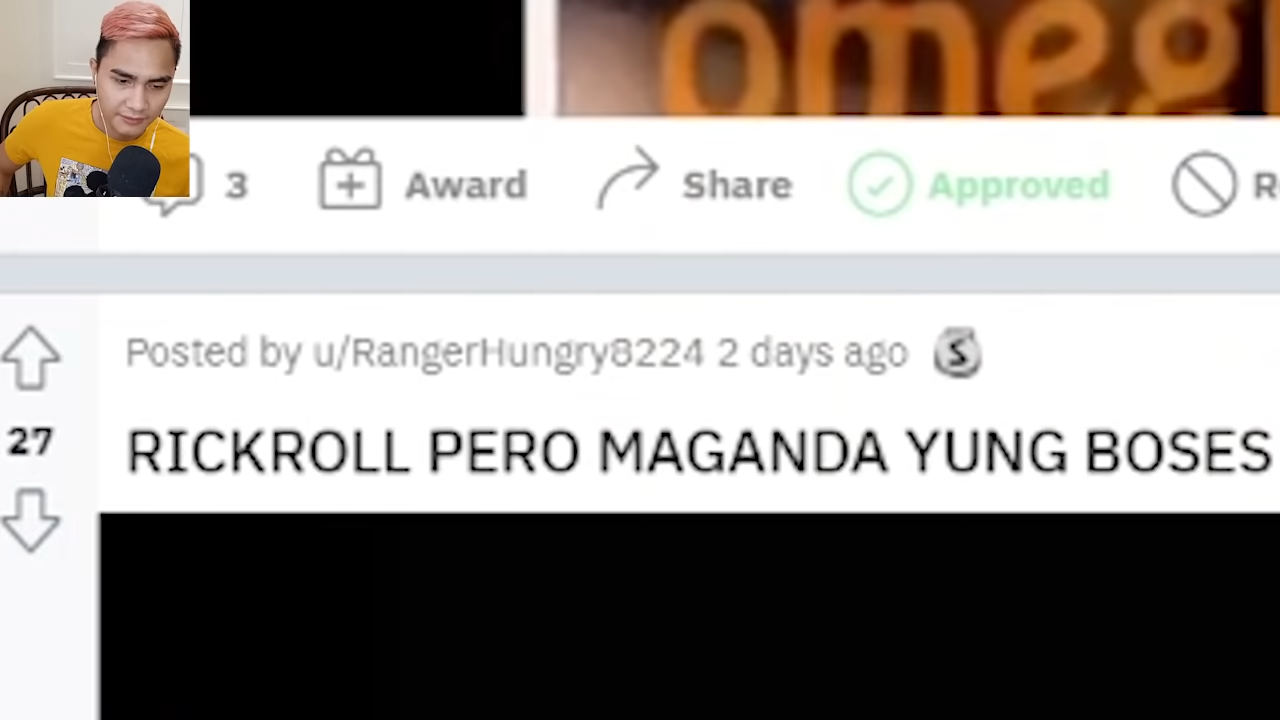 omeg
3 Award Share Approved R
Posted by u/RangerHungry8224 2 days ago
27
RICKROLL PERO MAGANDA YUNG BOSES